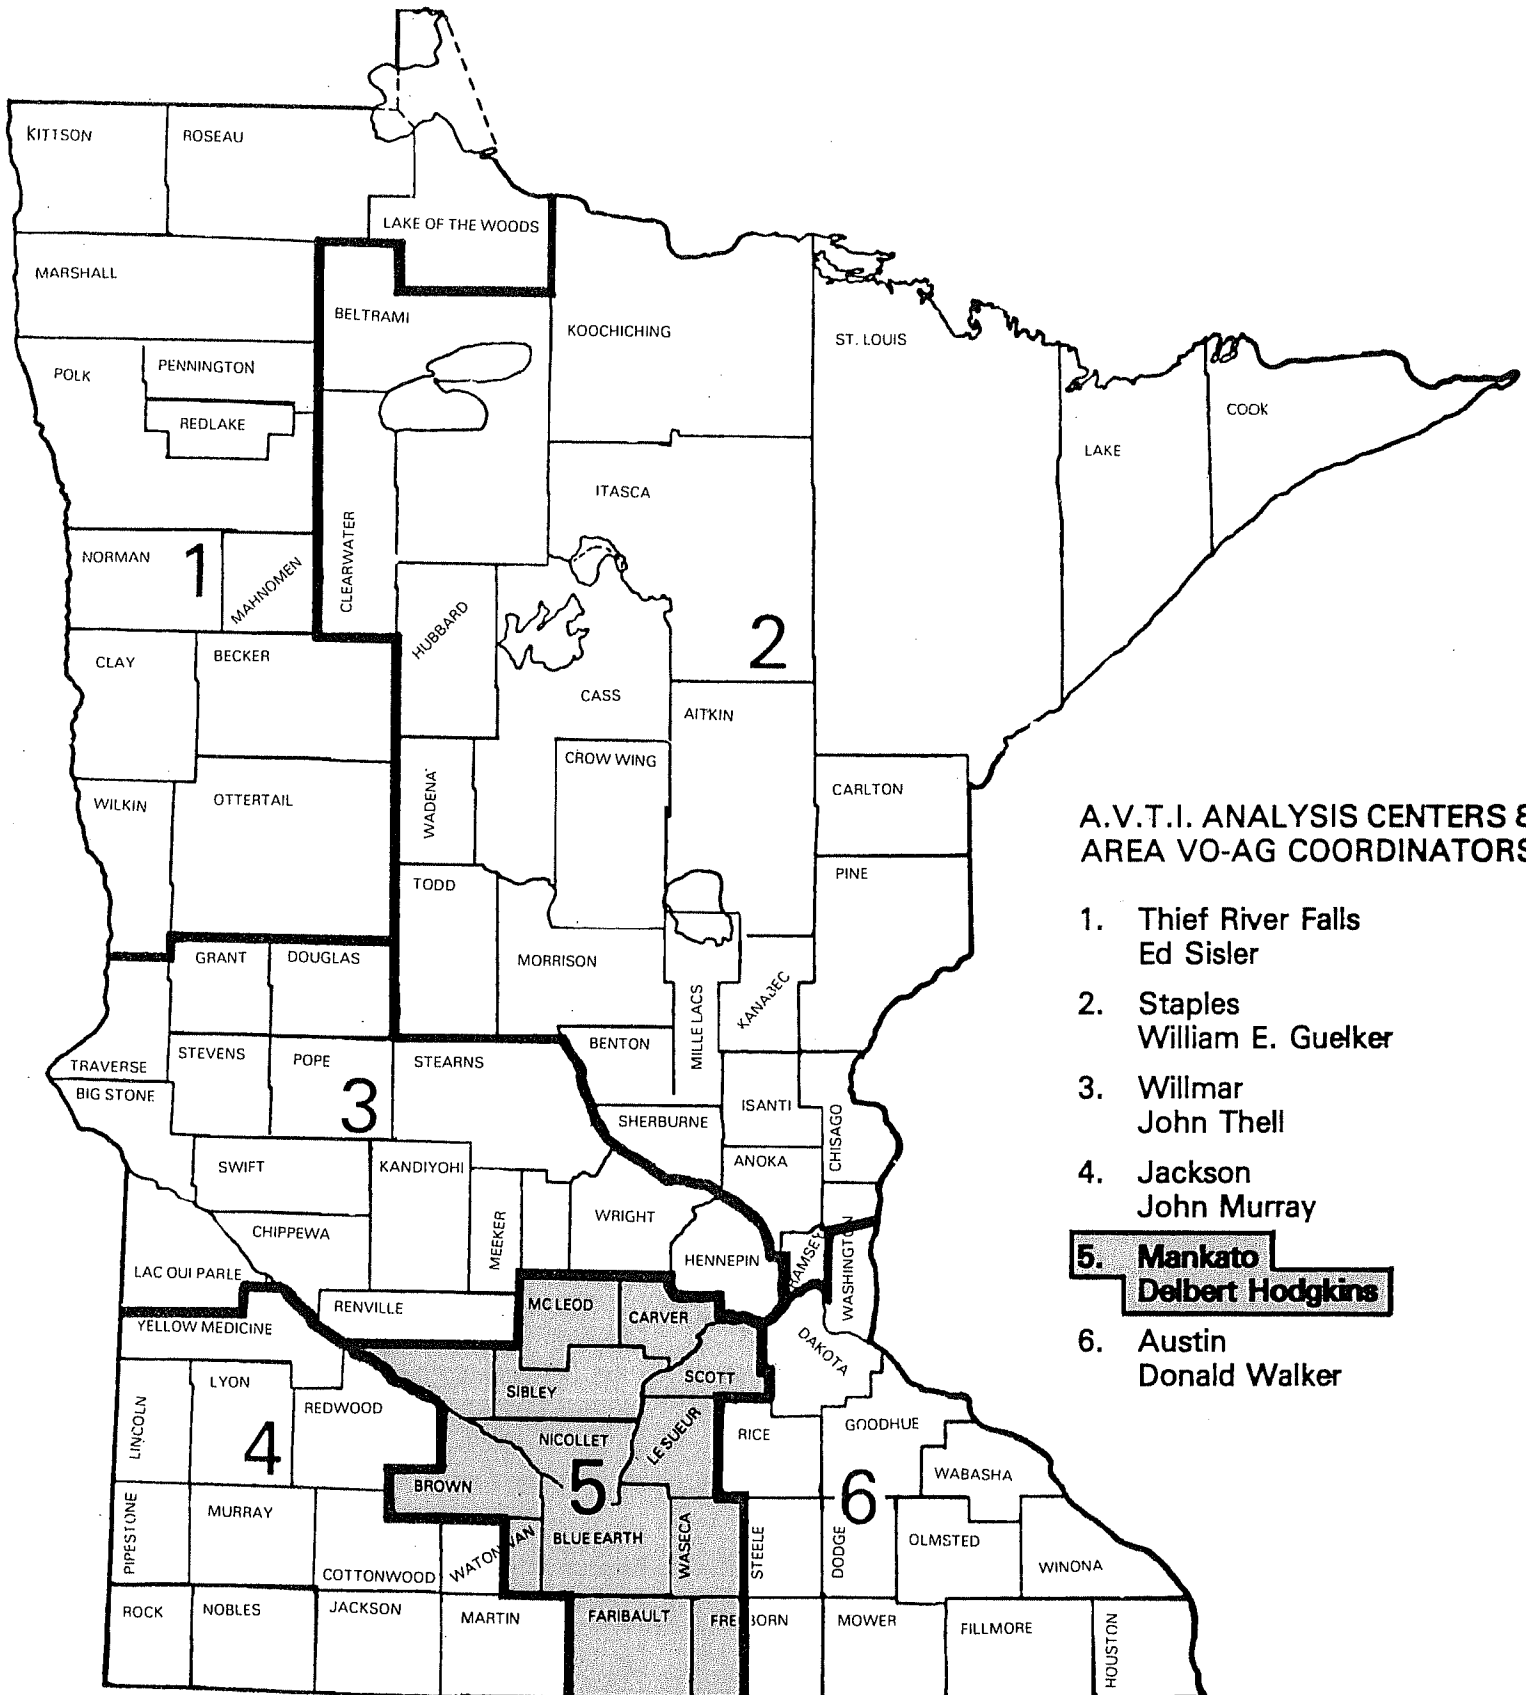 KITTSON
ROSEAU
LAKE OF THE WOODS
MARSHALL
BELTRAMI
KOOCHICHING
ST. LOUIS
POLK
PENNINGTON
REDLAKE
COOK
LAKE
ITASCA
CLEARWATER
NORMAN
1
MAHNOMEN
HUBBARD
2
CLAY
BECKER
CASS
AITKIN
CROW WING
WADENA
CARLTON
WILKIN
OTTERTAIL
TODD
PINE
GRANT
DOUGLAS
MORRISON
MILLE LACS
KANABEC
BENTON
TRAVERSE
STEVENS
POPE
STEARNS
BIG STONE
3
ISANTI
SHERBURNE
CHISAGO
SWIFT
KANDIYOHI
ANOKA
WRIGHT
MEEKER
CHIPPEWA
HENNEPIN
RAMSEY
WASHINGTON
LAC QUI PARLE
RENVILLE
MC LEOD
CARVER
YELLOW MEDICINE
DAKOTA
LYON
SIBLEY
SCOTT
LINCOLN
REDWOOD
4
NICOLLET
LE SUEUR
RICE
GOODHUE
WABASHA
BROWN
5
6
PIPESTONE
MURRAY
COTTONWOOD
WATONWAN
BLUE EARTH
WASECA
STEELE
DODGE
OLMSTED
WINONA
ROCK
NOBLES
JACKSON
MARTIN
FARIBAULT
FREEBORN
MOWER
FILLMORE
HOUSTON
A.V.T.I. ANALYSIS CENTERS &
AREA VO-AG COORDINATORS
1. Thief River Falls
Ed Sisler
2. Staples
William E. Guelker
3. Willmar
John Thell
4. Jackson
John Murray
5. Mankato
Delbert Hodgkins
6. Austin
Donald Walker